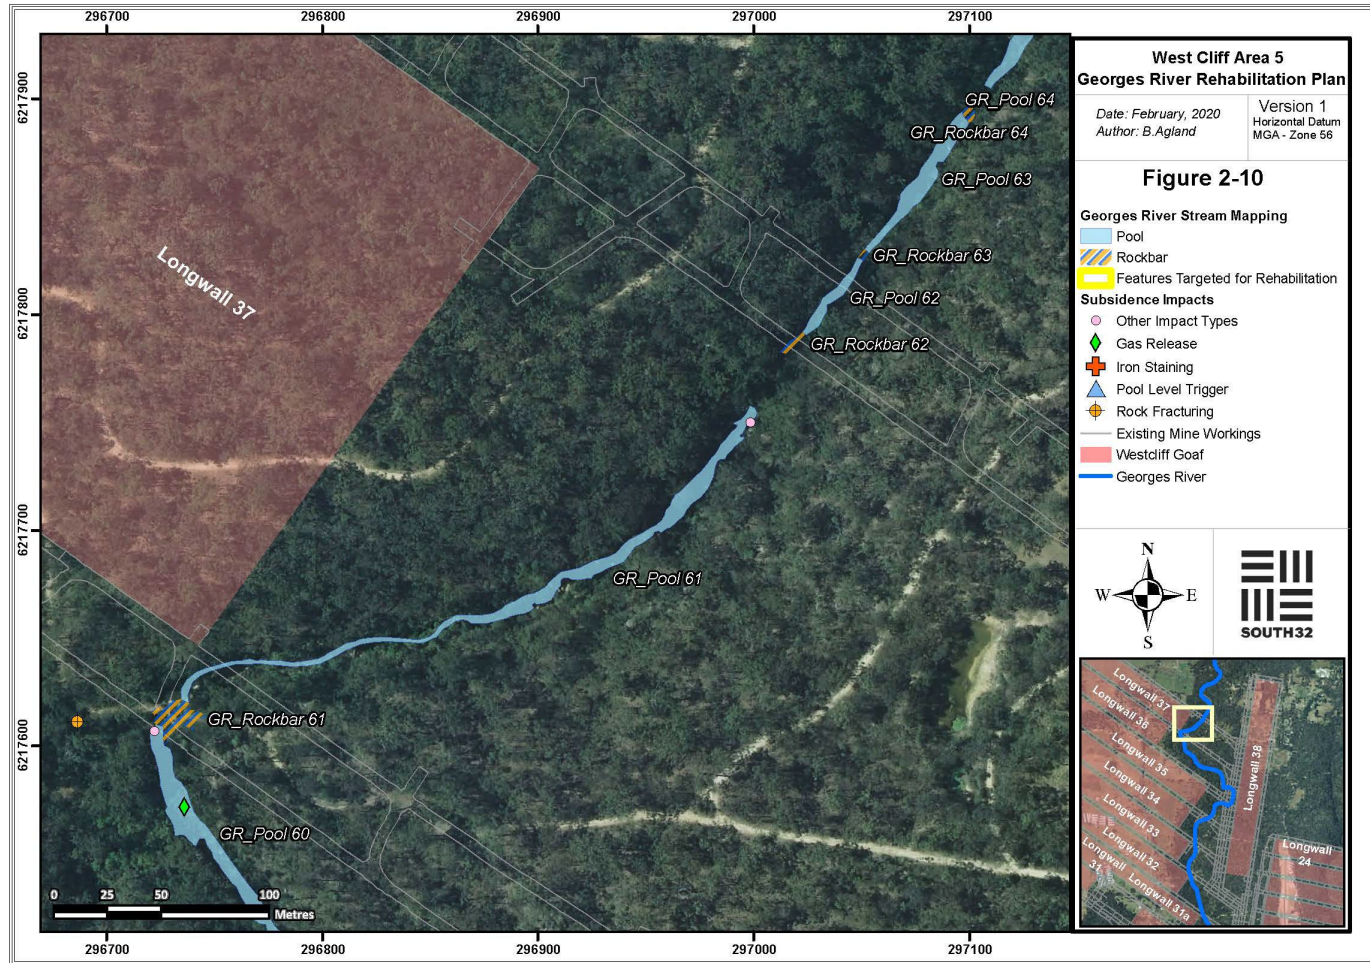 296700 296800 296900 297000 297100
6217900
6217800
6217700
6217600
GR_Pool 64
GR_Rockbar 64
GR_Pool 63
GR_Rockbar 63
GR_Pool 62
GR_Rockbar 62
Longwall 37
GR_Pool 61
GR_Rockbar 61
GR_Pool 60
0 25 50 100
Metres
296700 296800 296900 297000 297100
West Cliff Area 5
Georges River Rehabilitation Plan
Date: February, 2020
Author: B.Agland
Version 1
Horizontal Datum
MGA - Zone 56
Figure 2-10
Georges River Stream Mapping
Pool
Rockbar
Features Targeted for Rehabilitation
Subsidence Impacts
Other Impact Types
Gas Release
Iron Staining
Pool Level Trigger
Rock Fracturing
Existing Mine Workings
Westcliff Goaf
Georges River
N
W E
S
SOUTH32
Longwall 37
Longwall 36
Longwall 35
Longwall 34
Longwall 33
Longwall 32
Longwall
31
Longwall 31a
Longwall 38
Longwall
24